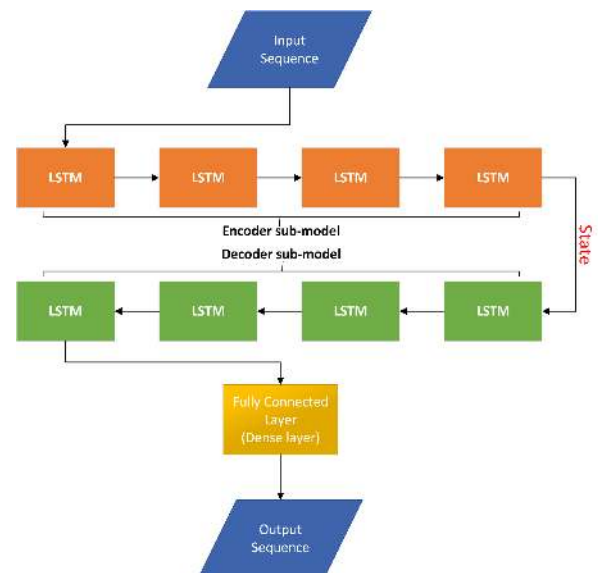 Input
Sequence
LSTM LSTM LSTM LSTM
Encoder sub-model
State
Decoder sub-model
LSTM LSTM LSTM LSTM
Fully Connected
Layer
(Dense layer)
Output
Sequence